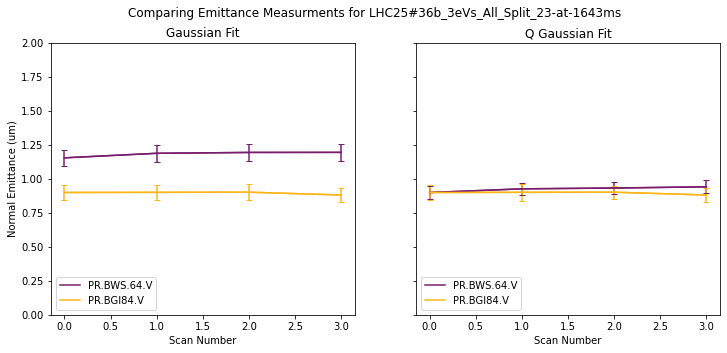 Comparing Emittance Measurments for LHC25#36b_3eVs_All_Split_23-at-1643ms
Gaussian Fit
Q Gaussian Fit
Normal Emittance (um)
2.00
1.75
1.50
1.25
1.00
0.75
0.50
0.25
0.00
PR.BWS.64.V
PR.BGI84.V
PR.BWS.64.V
PR.BGI84.V
0.0 0.5 1.0 1.5 2.0 2.5 3.0
0.0 0.5 1.0 1.5 2.0 2.5 3.0
Scan Number
Scan Number